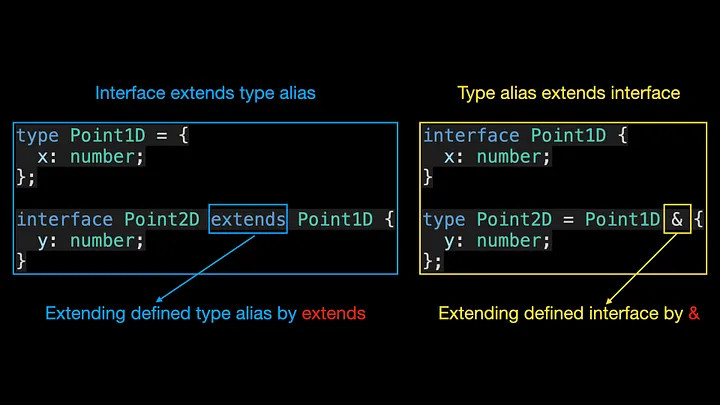 Interface extends type alias
type Point1D = {
  x: number;
};
interface Point2D extends Point1D {
  y: number;
}
Extending defined type alias by extends
Type alias extends interface
interface Point1D {
  x: number;
}
type Point2D = Point1D & {
  y: number;
};
Extending defined interface by &